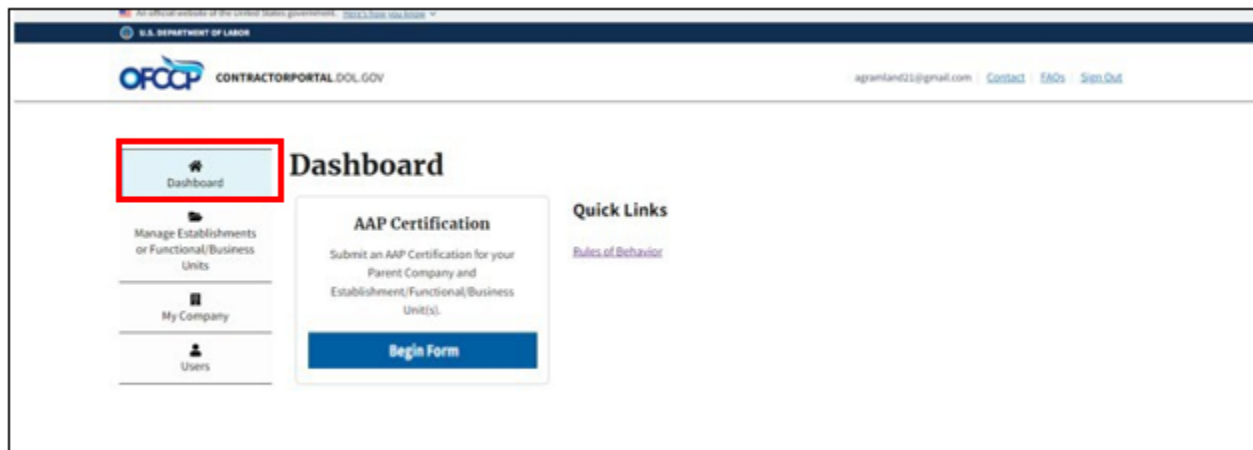 An official website of the United States government. Here's how you know
U.S. DEPARTMENT OF LABOR
OFCCP CONTRACTORPORTAL.DOL.GOV
agramland21@gmail.com Contact FAQs Sign Out
Dashboard
Manage Establishments
or Functional/Business
Units
My Company
Users
Dashboard
AAP Certification
Submit an AAP Certification for your
Parent Company and
Establishment/Functional/Business
Unit(s).
Begin Form
Quick Links
Rules of Behavior